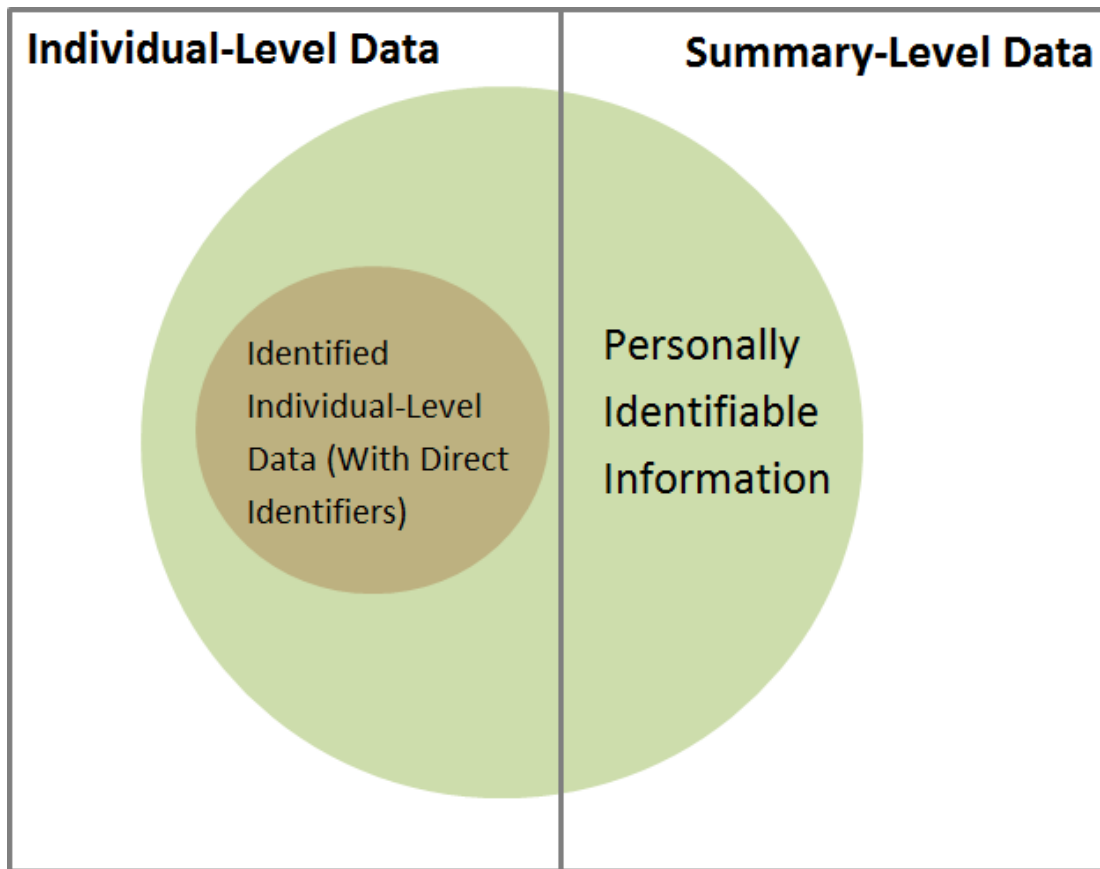 Individual-Level Data
Summary-Level Data
Identified
Individual-Level
Data (With Direct
Identifiers)
Personally
Identifiable
Information